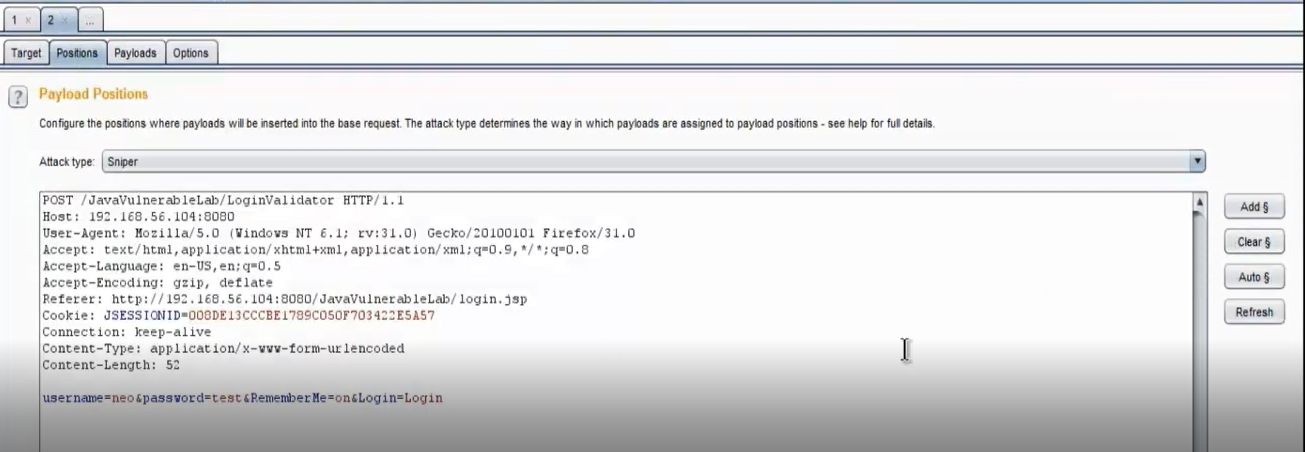 1 × 2 × ...
Target Positions Payloads Options
? Payload Positions
Configure the positions where payloads will be inserted into the base request. The attack type determines the way in which payloads are assigned to payload positions - see help for full details.
Attack type: Sniper
POST /JavaVulnerableLab/LoginValidator HTTP/1.1
Host: 192.168.56.104:8080
User-Agent: Mozilla/5.0 (Windows NT 6.1; rv:31.0) Gecko/20100101 Firefox/31.0
Accept: text/html,application/xhtml+xml,application/xml;q=0.9,*/*;q=0.8
Accept-Language: en-US,en;q=0.5
Accept-Encoding: gzip, deflate
Referer: http://192.168.56.104:8080/JavaVulnerableLab/login.jsp
Cookie: JSESSIONID=008DE13CCCBE1789C050F703422E5A57
Connection: keep-alive
Content-Type: application/x-www-form-urlencoded
Content-Length: 52
username=neo&password=test&RememberMe=on&Login=Login
Add §
Clear §
Auto §
Refresh